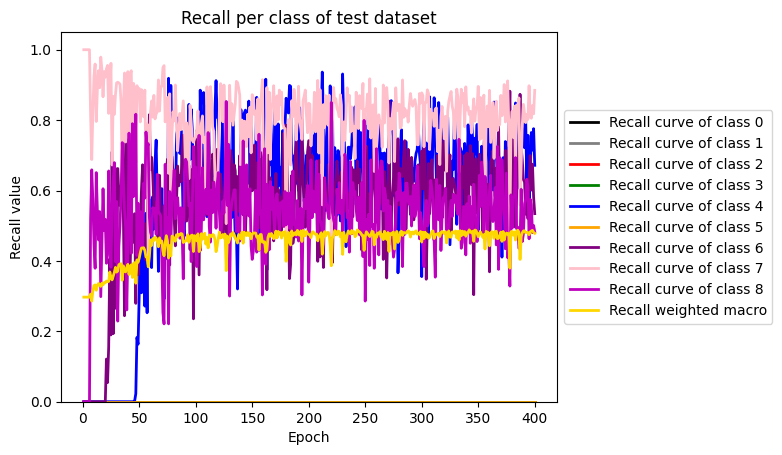 Recall per class of test dataset
Recall value
1.0
0.8
0.6
0.4
0.2
0.0
0
50
100
150
200
250
300
350
400
Epoch
Recall curve of class 0
Recall curve of class 1
Recall curve of class 2
Recall curve of class 3
Recall curve of class 4
Recall curve of class 5
Recall curve of class 6
Recall curve of class 7
Recall curve of class 8
Recall weighted macro